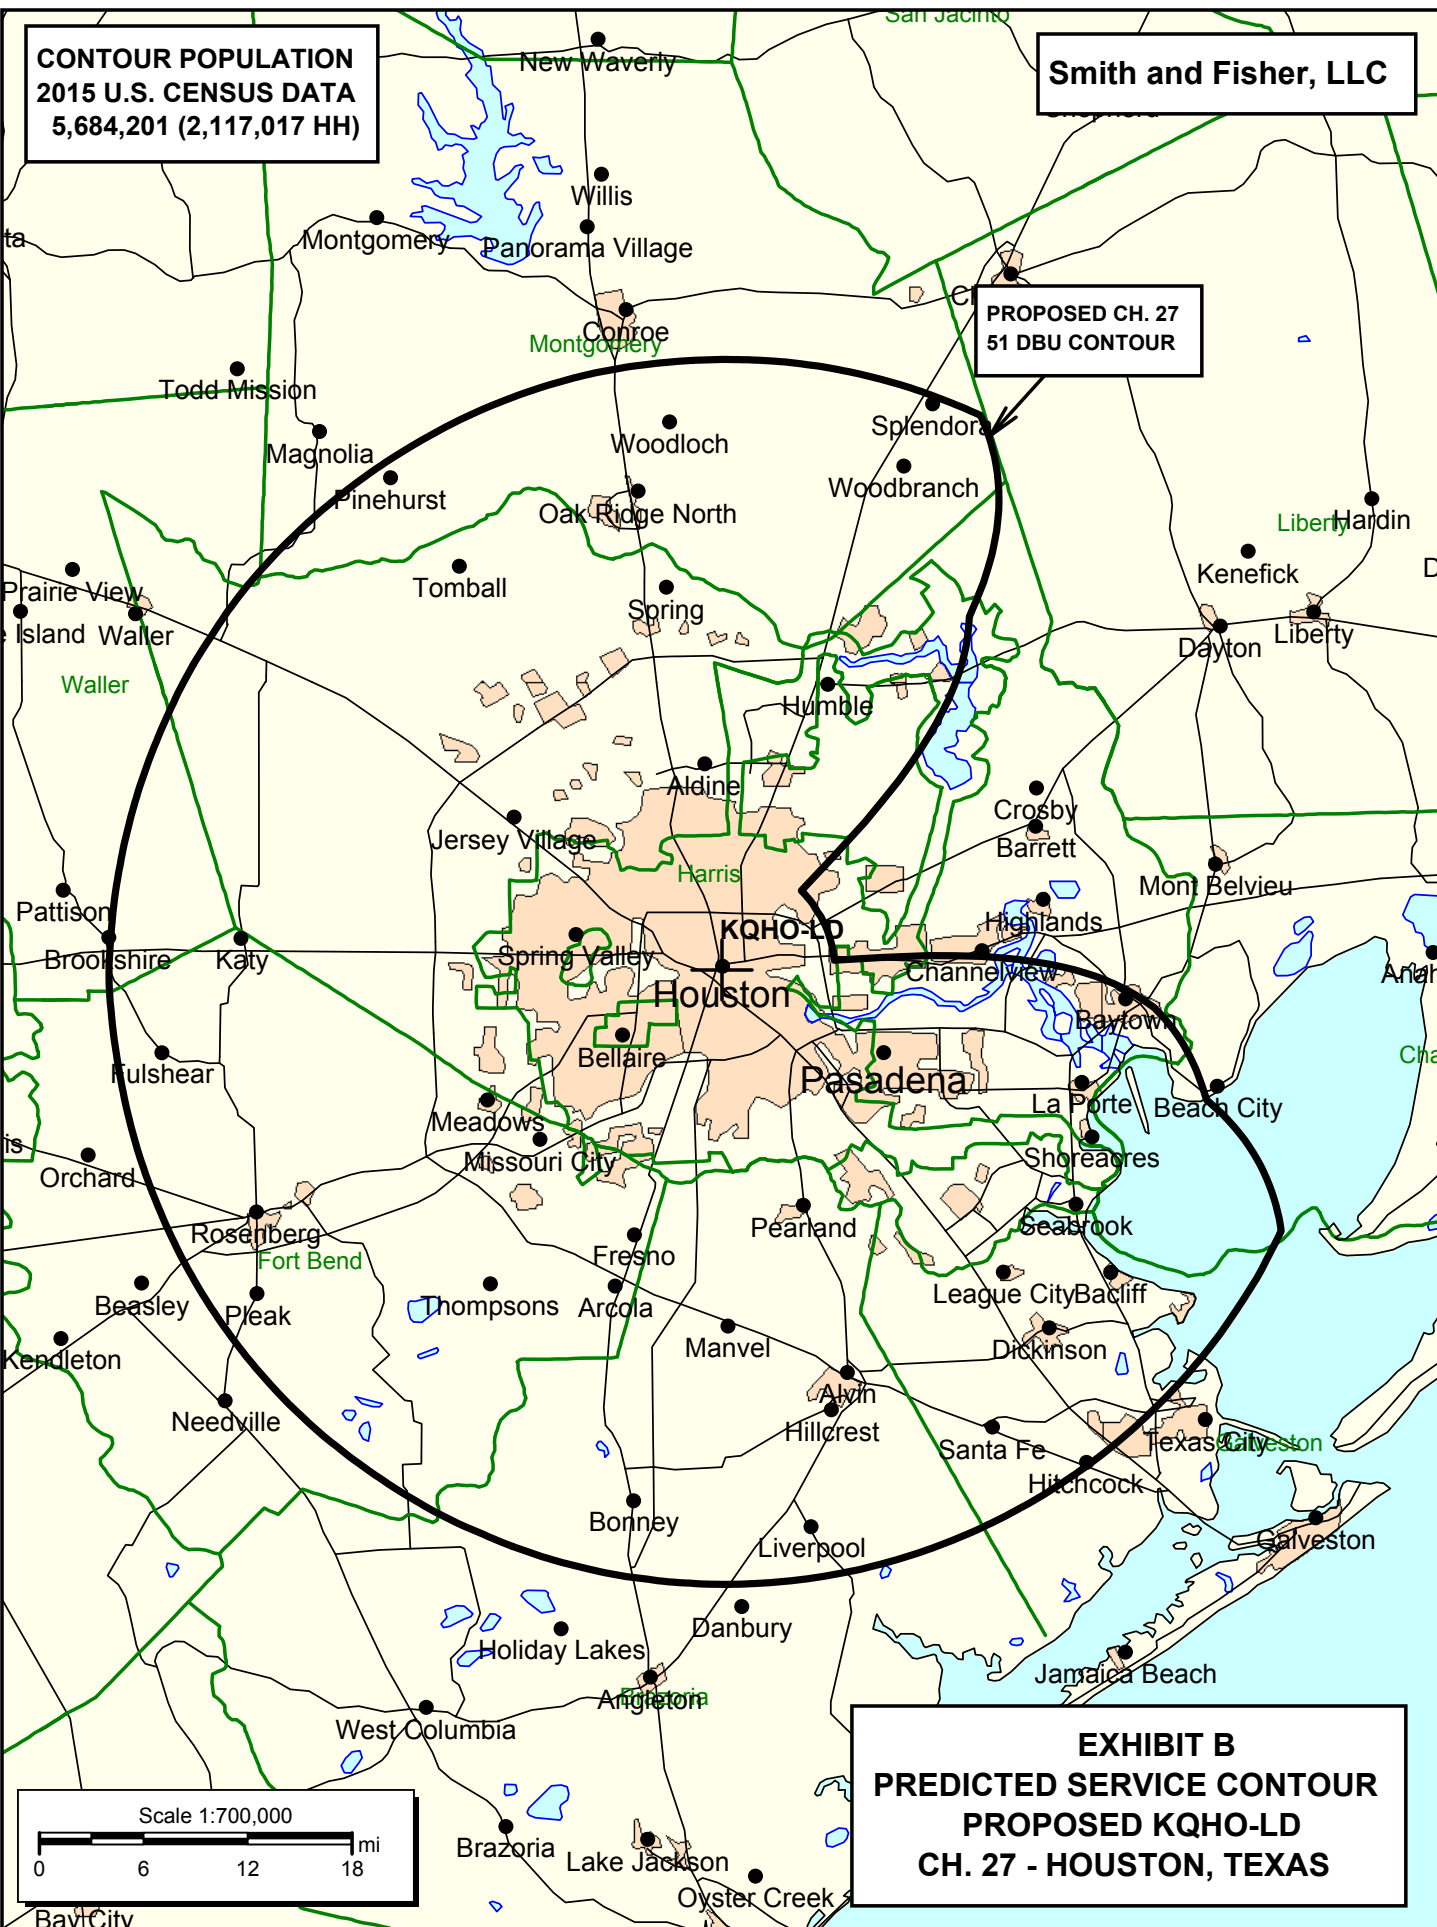 San Jacinto
CONTOUR POPULATION
2015 U.S. CENSUS DATA
5,684,201 (2,117,017 HH)
New Waverly
Smith and Fisher, LLC
Willis
Montgomery
Panorama Village
PROPOSED CH. 27
51 DBU CONTOUR
Conroe
Montgomery
Todd Mission
Splendora
Woodloch
Magnolia
Woodbranch
Pinehurst
Oak Ridge North
Liberty
Hardin
Kenefick
Tomball
Spring
Prairie View
Island
Waller
Dayton
Liberty
Waller
Humble
Aldine
Crosby
Jersey Village
Barrett
Harris
Mont Belvieu
Pattison
Highlands
KQHO-LD
Brookshire
Katy
Spring Valley
Channelview
Houston
Baytown
Bellaire
Fulshear
Pasadena
La Porte
Beach City
Meadows
Missouri City
Shoreacres
Orchard
Rosenberg
Pearland
Seabrook
Fort Bend
Fresno
Beasley
Pleak
Thompsons
Arcola
League City
Bacliff
Manvel
Dickinson
Kendleton
Alvin
Needville
Hillcrest
Santa Fe
Texas City
Galveston
Hitchcock
Bonney
Liverpool
Galveston
Danbury
Holiday Lakes
Jamaica Beach
Angleton
Brazoria
West Columbia
EXHIBIT B
PREDICTED SERVICE CONTOUR
PROPOSED KQHO-LD
CH. 27 - HOUSTON, TEXAS
Scale 1:700,000
mi
0 6 12 18
Brazoria
Lake Jackson
Oyster Creek
Bay City